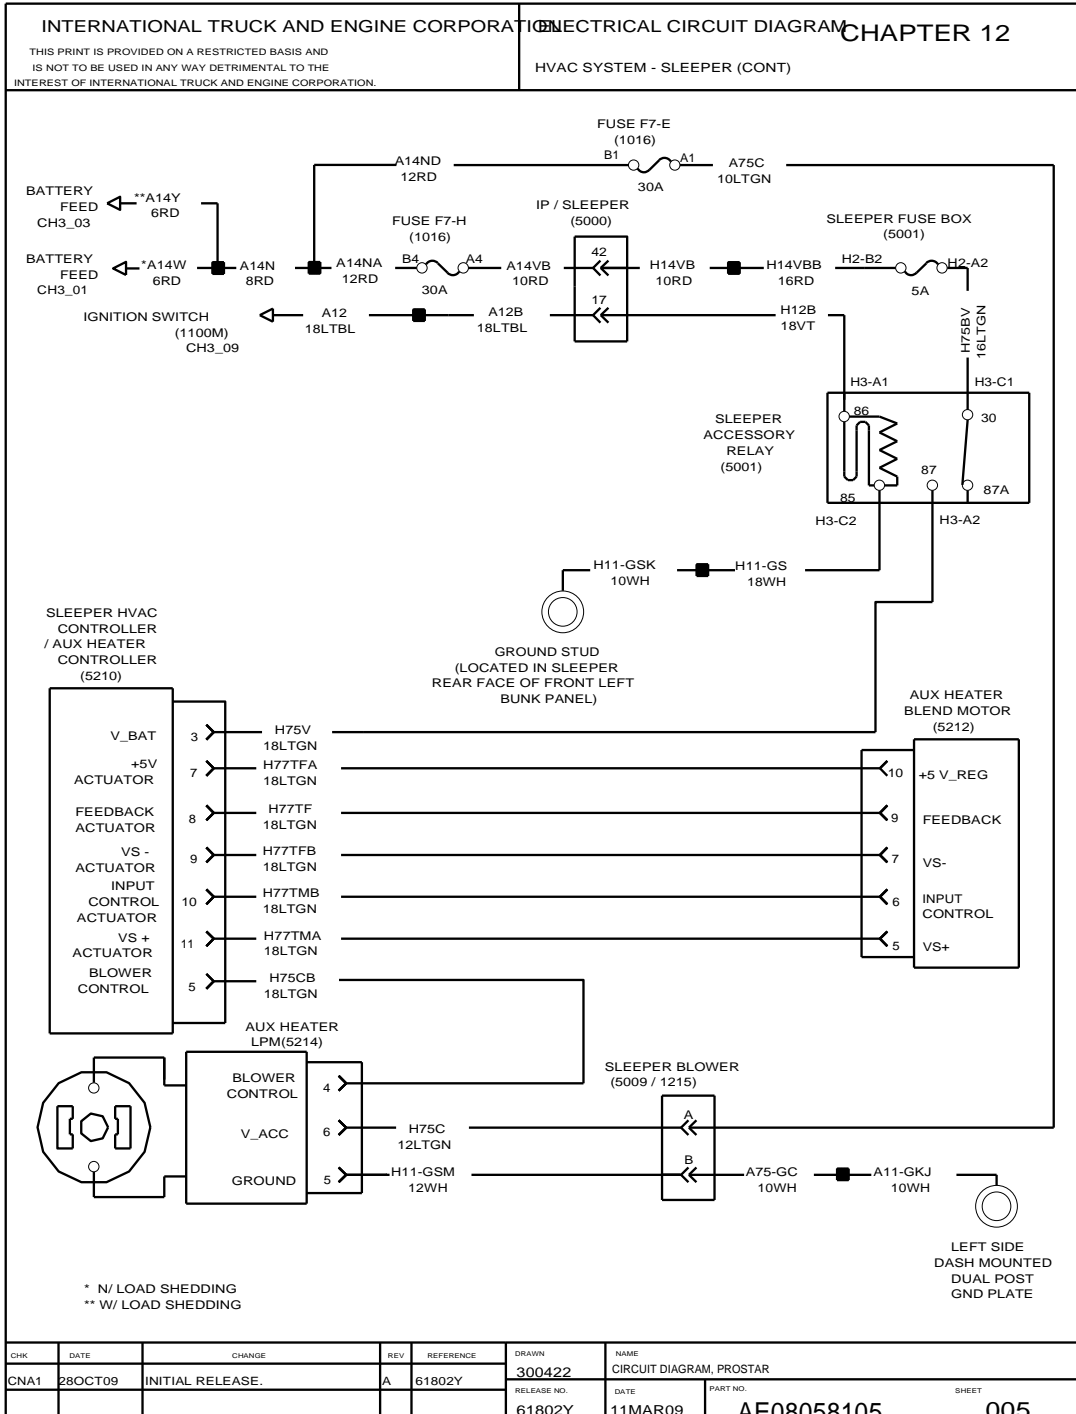 INTERNATIONAL TRUCK AND ENGINE CORPORATION
ELECTRICAL CIRCUIT DIAGRAM
CHAPTER 12
THIS PRINT IS PROVIDED ON A RESTRICTED BASIS AND
IS NOT TO BE USED IN ANY WAY DETRIMENTAL TO THE
INTEREST OF INTERNATIONAL TRUCK AND ENGINE CORPORATION.
HVAC SYSTEM - SLEEPER (CONT)
FUSE F7-E
(1016)
B1
A1
30A
A14ND
12RD
A75C
10LTGN
BATTERY
FEED
CH3_03
**A14Y
6RD
BATTERY
FEED
CH3_01
*A14W
6RD
A14N
8RD
A14NA
12RD
FUSE F7-H
(1016)
B4
A4
30A
A14VB
10RD
IP / SLEEPER
(5000)
42
17
H14VB
10RD
H14VBB
16RD
SLEEPER FUSE BOX
(5001)
H2-B2
H2-A2
5A
IGNITION SWITCH
(1100M)
CH3_09
A12
18LTBL
A12B
18LTBL
H12B
18VT
H75BV
16LTGN
H3-A1
H3-C1
SLEEPER
ACCESSORY
RELAY
(5001)
86
30
87
85
87A
H3-C2
H3-A2
H11-GSK
10WH
H11-GS
18WH
GROUND STUD
(LOCATED IN SLEEPER
REAR FACE OF FRONT LEFT
BUNK PANEL)
SLEEPER HVAC
CONTROLLER
/ AUX HEATER
CONTROLLER
(5210)
AUX HEATER
BLEND MOTOR
(5212)
V_BAT
3
H75V
18LTGN
+5V
ACTUATOR
7
H77TFA
18LTGN
10
+5 V_REG
FEEDBACK
ACTUATOR
8
H77TF
18LTGN
9
FEEDBACK
VS -
ACTUATOR
9
H77TFB
18LTGN
7
VS-
INPUT
CONTROL
ACTUATOR
10
H77TMB
18LTGN
6
INPUT
CONTROL
VS +
ACTUATOR
11
H77TMA
18LTGN
5
VS+
BLOWER
CONTROL
5
H75CB
18LTGN
AUX HEATER
LPM(5214)
BLOWER
CONTROL
4
V_ACC
6
H75C
12LTGN
GROUND
5
H11-GSM
12WH
SLEEPER BLOWER
(5009 / 1215)
A
B
A75-GC
10WH
A11-GKJ
10WH
LEFT SIDE
DASH MOUNTED
DUAL POST
GND PLATE
* N/ LOAD SHEDDING
** W/ LOAD SHEDDING
CHK DATE CHANGE REV REFERENCE
CNA1 28OCT09 INITIAL RELEASE. A 61802Y
DRAWN
300422
NAME
CIRCUIT DIAGRAM, PROSTAR
RELEASE NO.
61802Y
DATE
11MAR09
PART NO.
AE08058105
SHEET
005